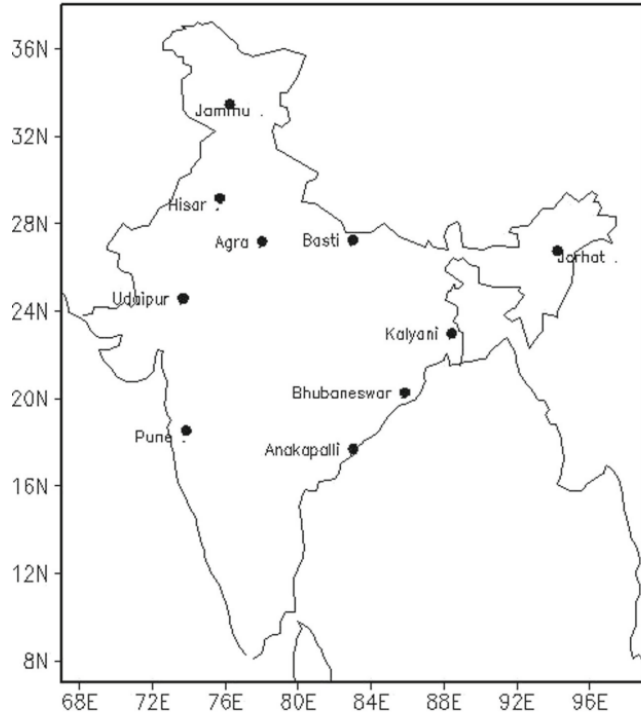 36N
Jammu
32N
Hisar
28N
Agra
Basti
Jorhat
24N
Udaipur
Kalyani
20N
Bhubaneswar
Pune
Anakapalli
16N
12N
8N
68E 72E 76E 80E 84E 88E 92E 96E